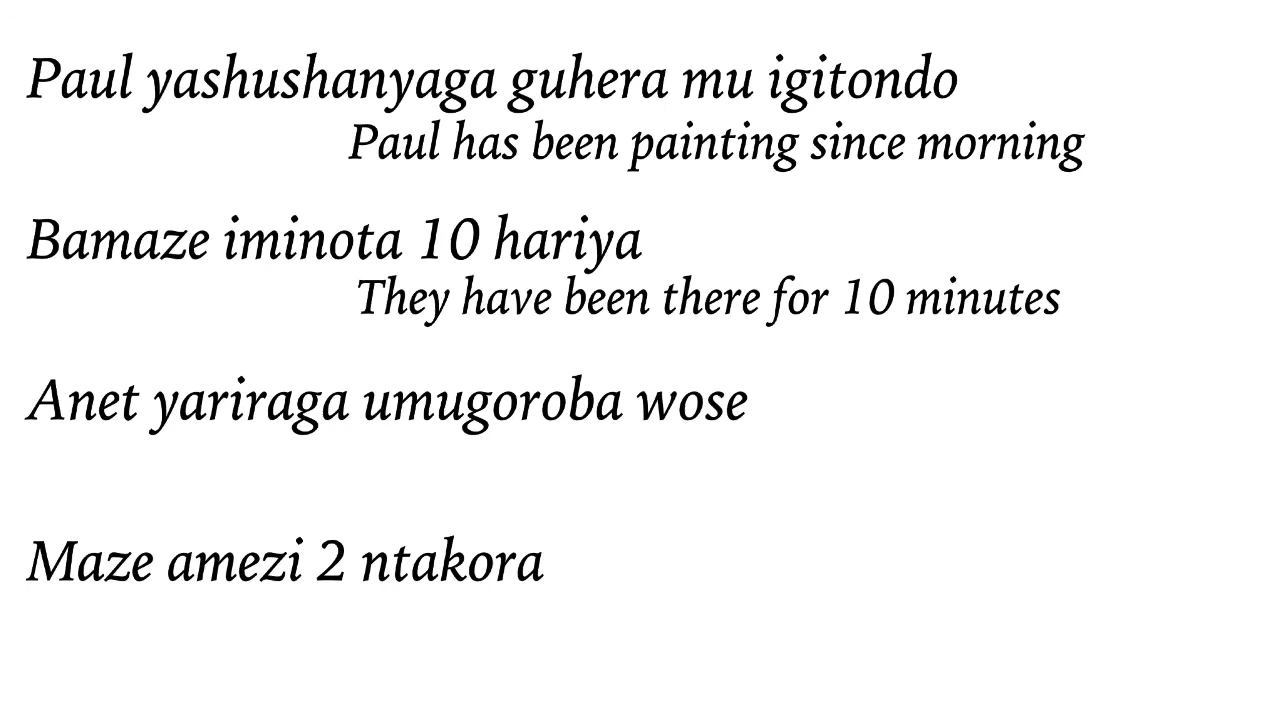 Paul yashushanyaga guhera mu igitondo
Paul has been painting since morning
Bamaze iminota 10 hariya
They have been there for 10 minutes
Anet yariraga umugoroba wose
Maze amezi 2 ntakora